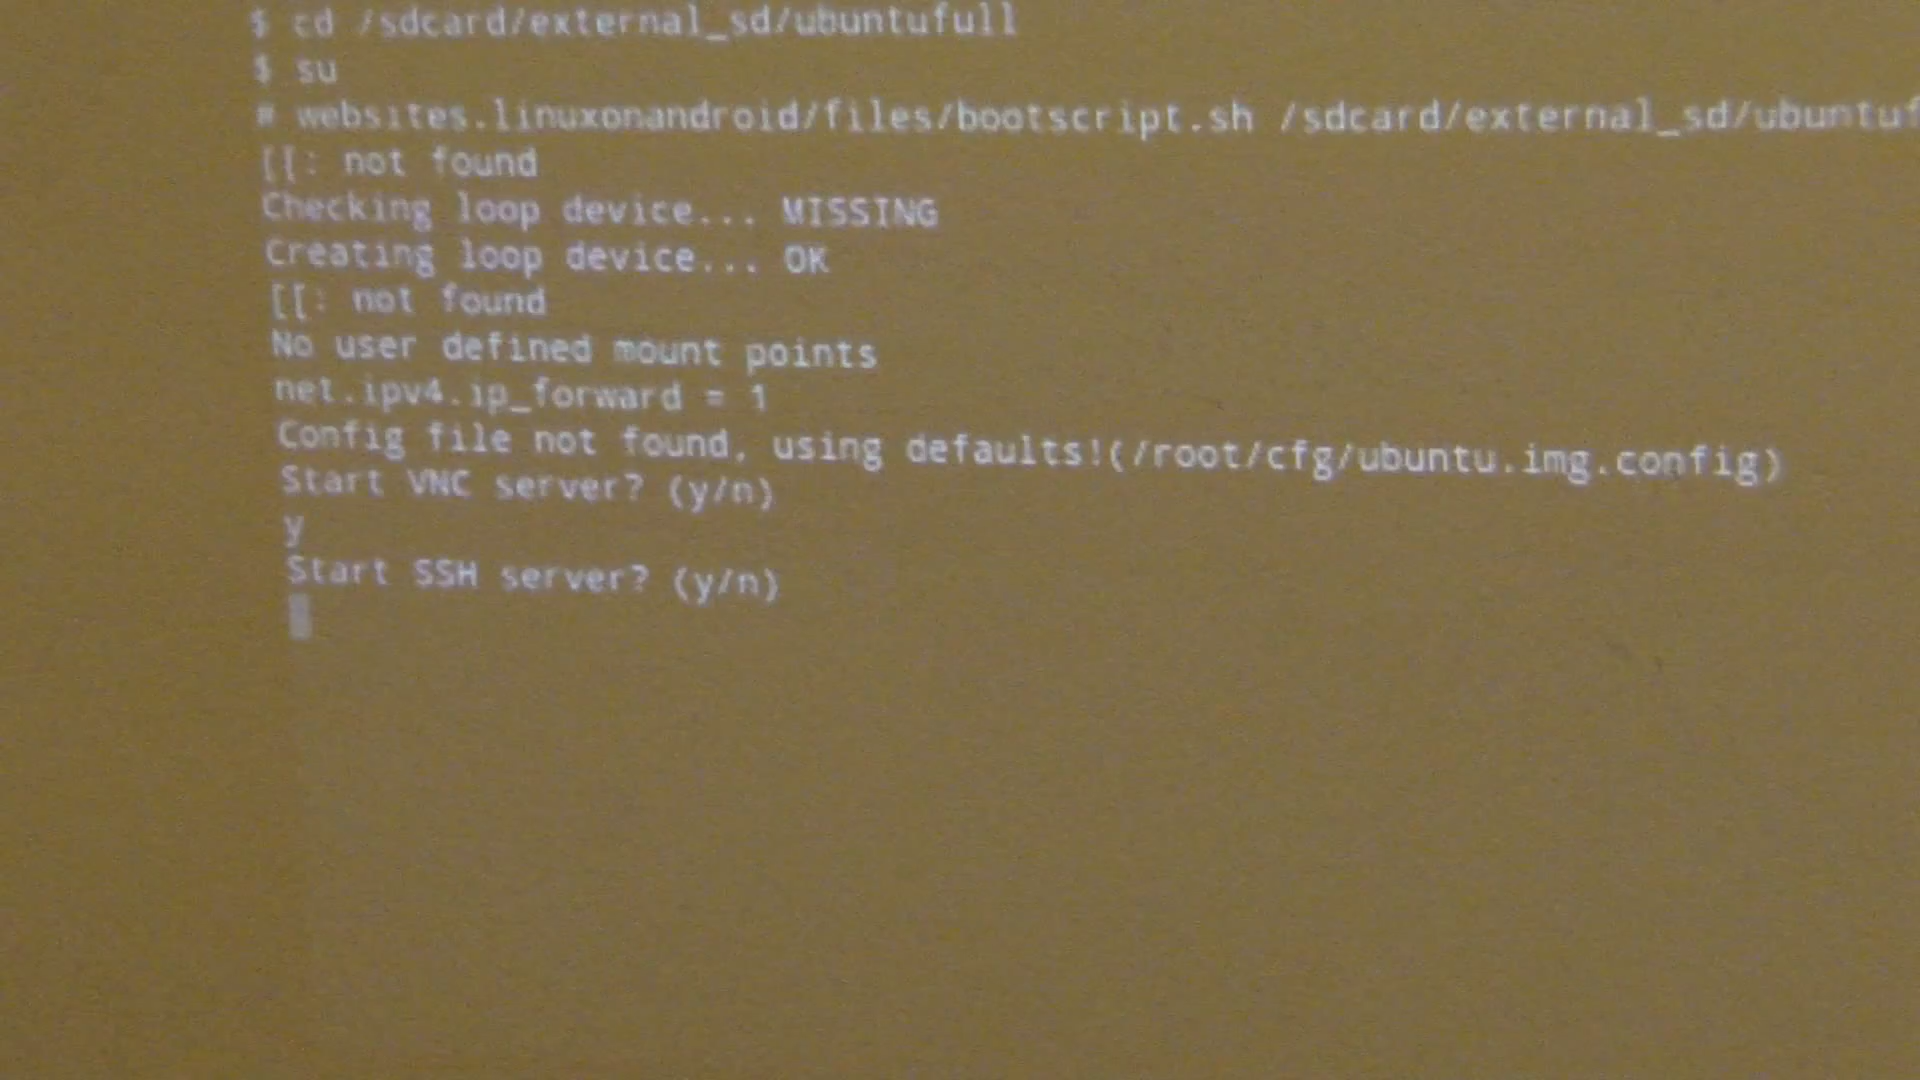 $ cd /sdcard/external_sd/ubuntufull
$ su
# websites.linuxonandroid/files/bootscript.sh /sdcard/external_sd/ubuntuf
[[: not found
Checking loop device... MISSING
Creating loop device... OK
[[: not found
No user defined mount points
net.ipv4.ip_forward = 1
Config file not found, using defaults!(/root/cfg/ubuntu.img.config)
Start VNC server? (y/n)
y
Start SSH server? (y/n)